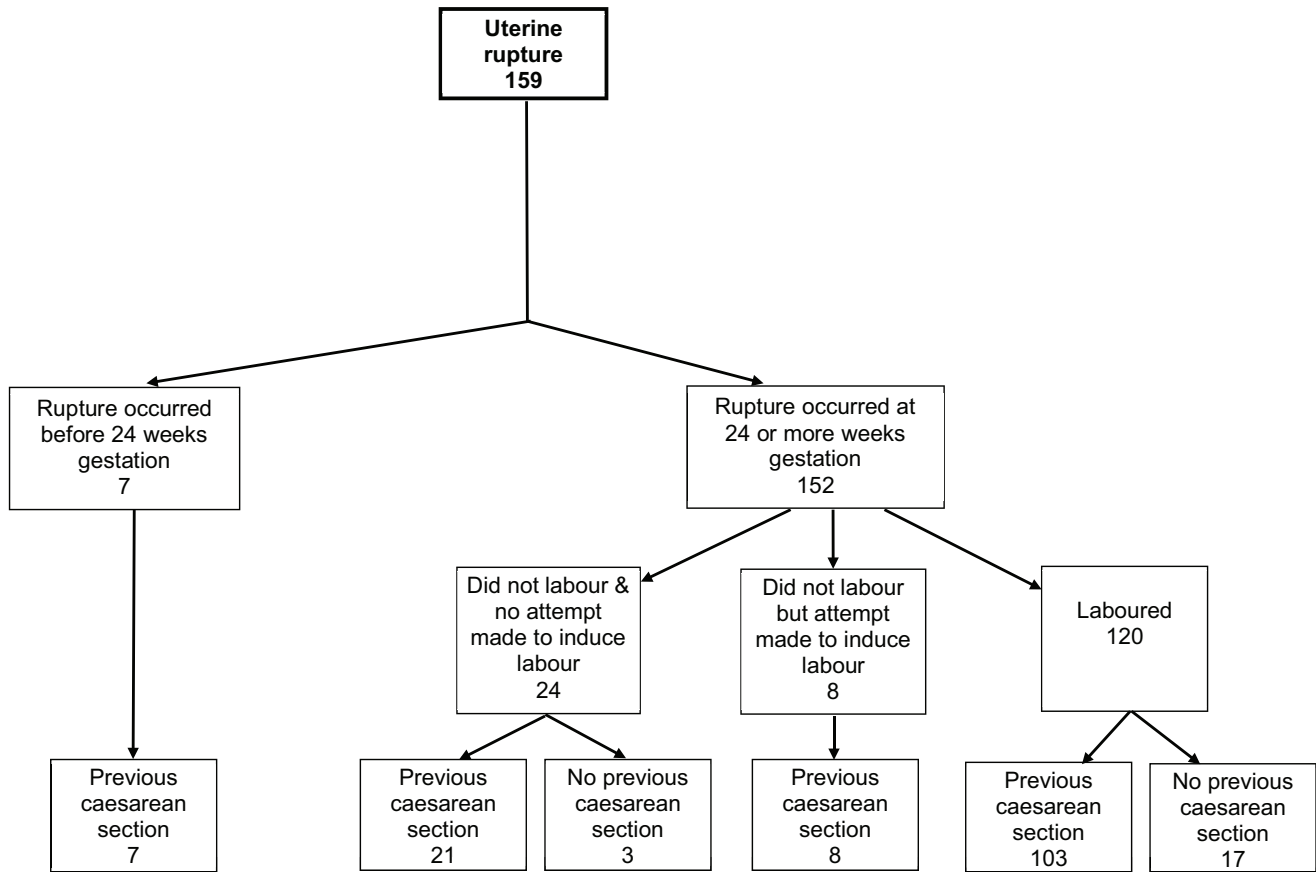 Uterine
rupture
159
Rupture occurred
before 24 weeks
gestation
7
Rupture occurred at
24 or more weeks
gestation
152
Did not labour &
no attempt
made to induce
labour
24
Did not labour
but attempt
made to induce
labour
8
Laboured
120
Previous
caesarean
section
7
Previous
caesarean
section
21
No previous
caesarean
section
3
Previous
caesarean
section
8
Previous
caesarean
section
103
No previous
caesarean
section
17